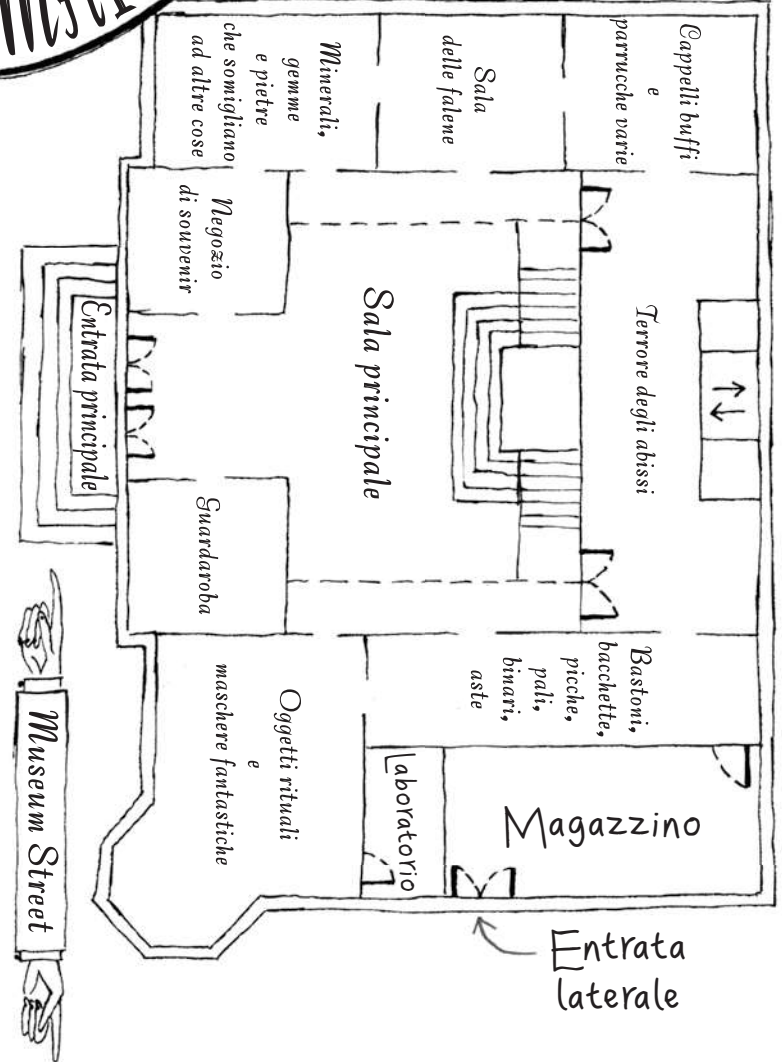 Cappelli buffi
e
parrucche varie
Sala
delle falene
Minerali,
gemme
e pietre
che somigliano
ad altre cose
Terrore degli abissi
Negozio
di souvenir
Sala principale
Entrata principale
Guardaroba
Bastoni,
bacchette,
picche,
pali,
binari,
aste
Oggetti rituali
e
maschere fantastiche
Laboratorio
Magazzino
Entrata
laterale
Museum Street